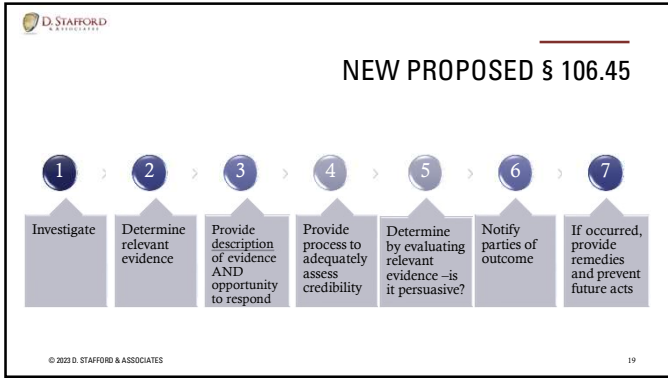 D. STAFFORD
& ASSOCIATES
NEW PROPOSED § 106.45
1
2
3
4
5
6
7
Investigate
Determine
relevant
evidence
Provide
description
of evidence
AND
opportunity
to respond
Provide
process to
adequately
assess
credibility
Determine
by evaluating
relevant
evidence –is
it persuasive?
Notify
parties of
outcome
If occurred,
provide
remedies
and prevent
future acts
© 2023 D. STAFFORD & ASSOCIATES
19